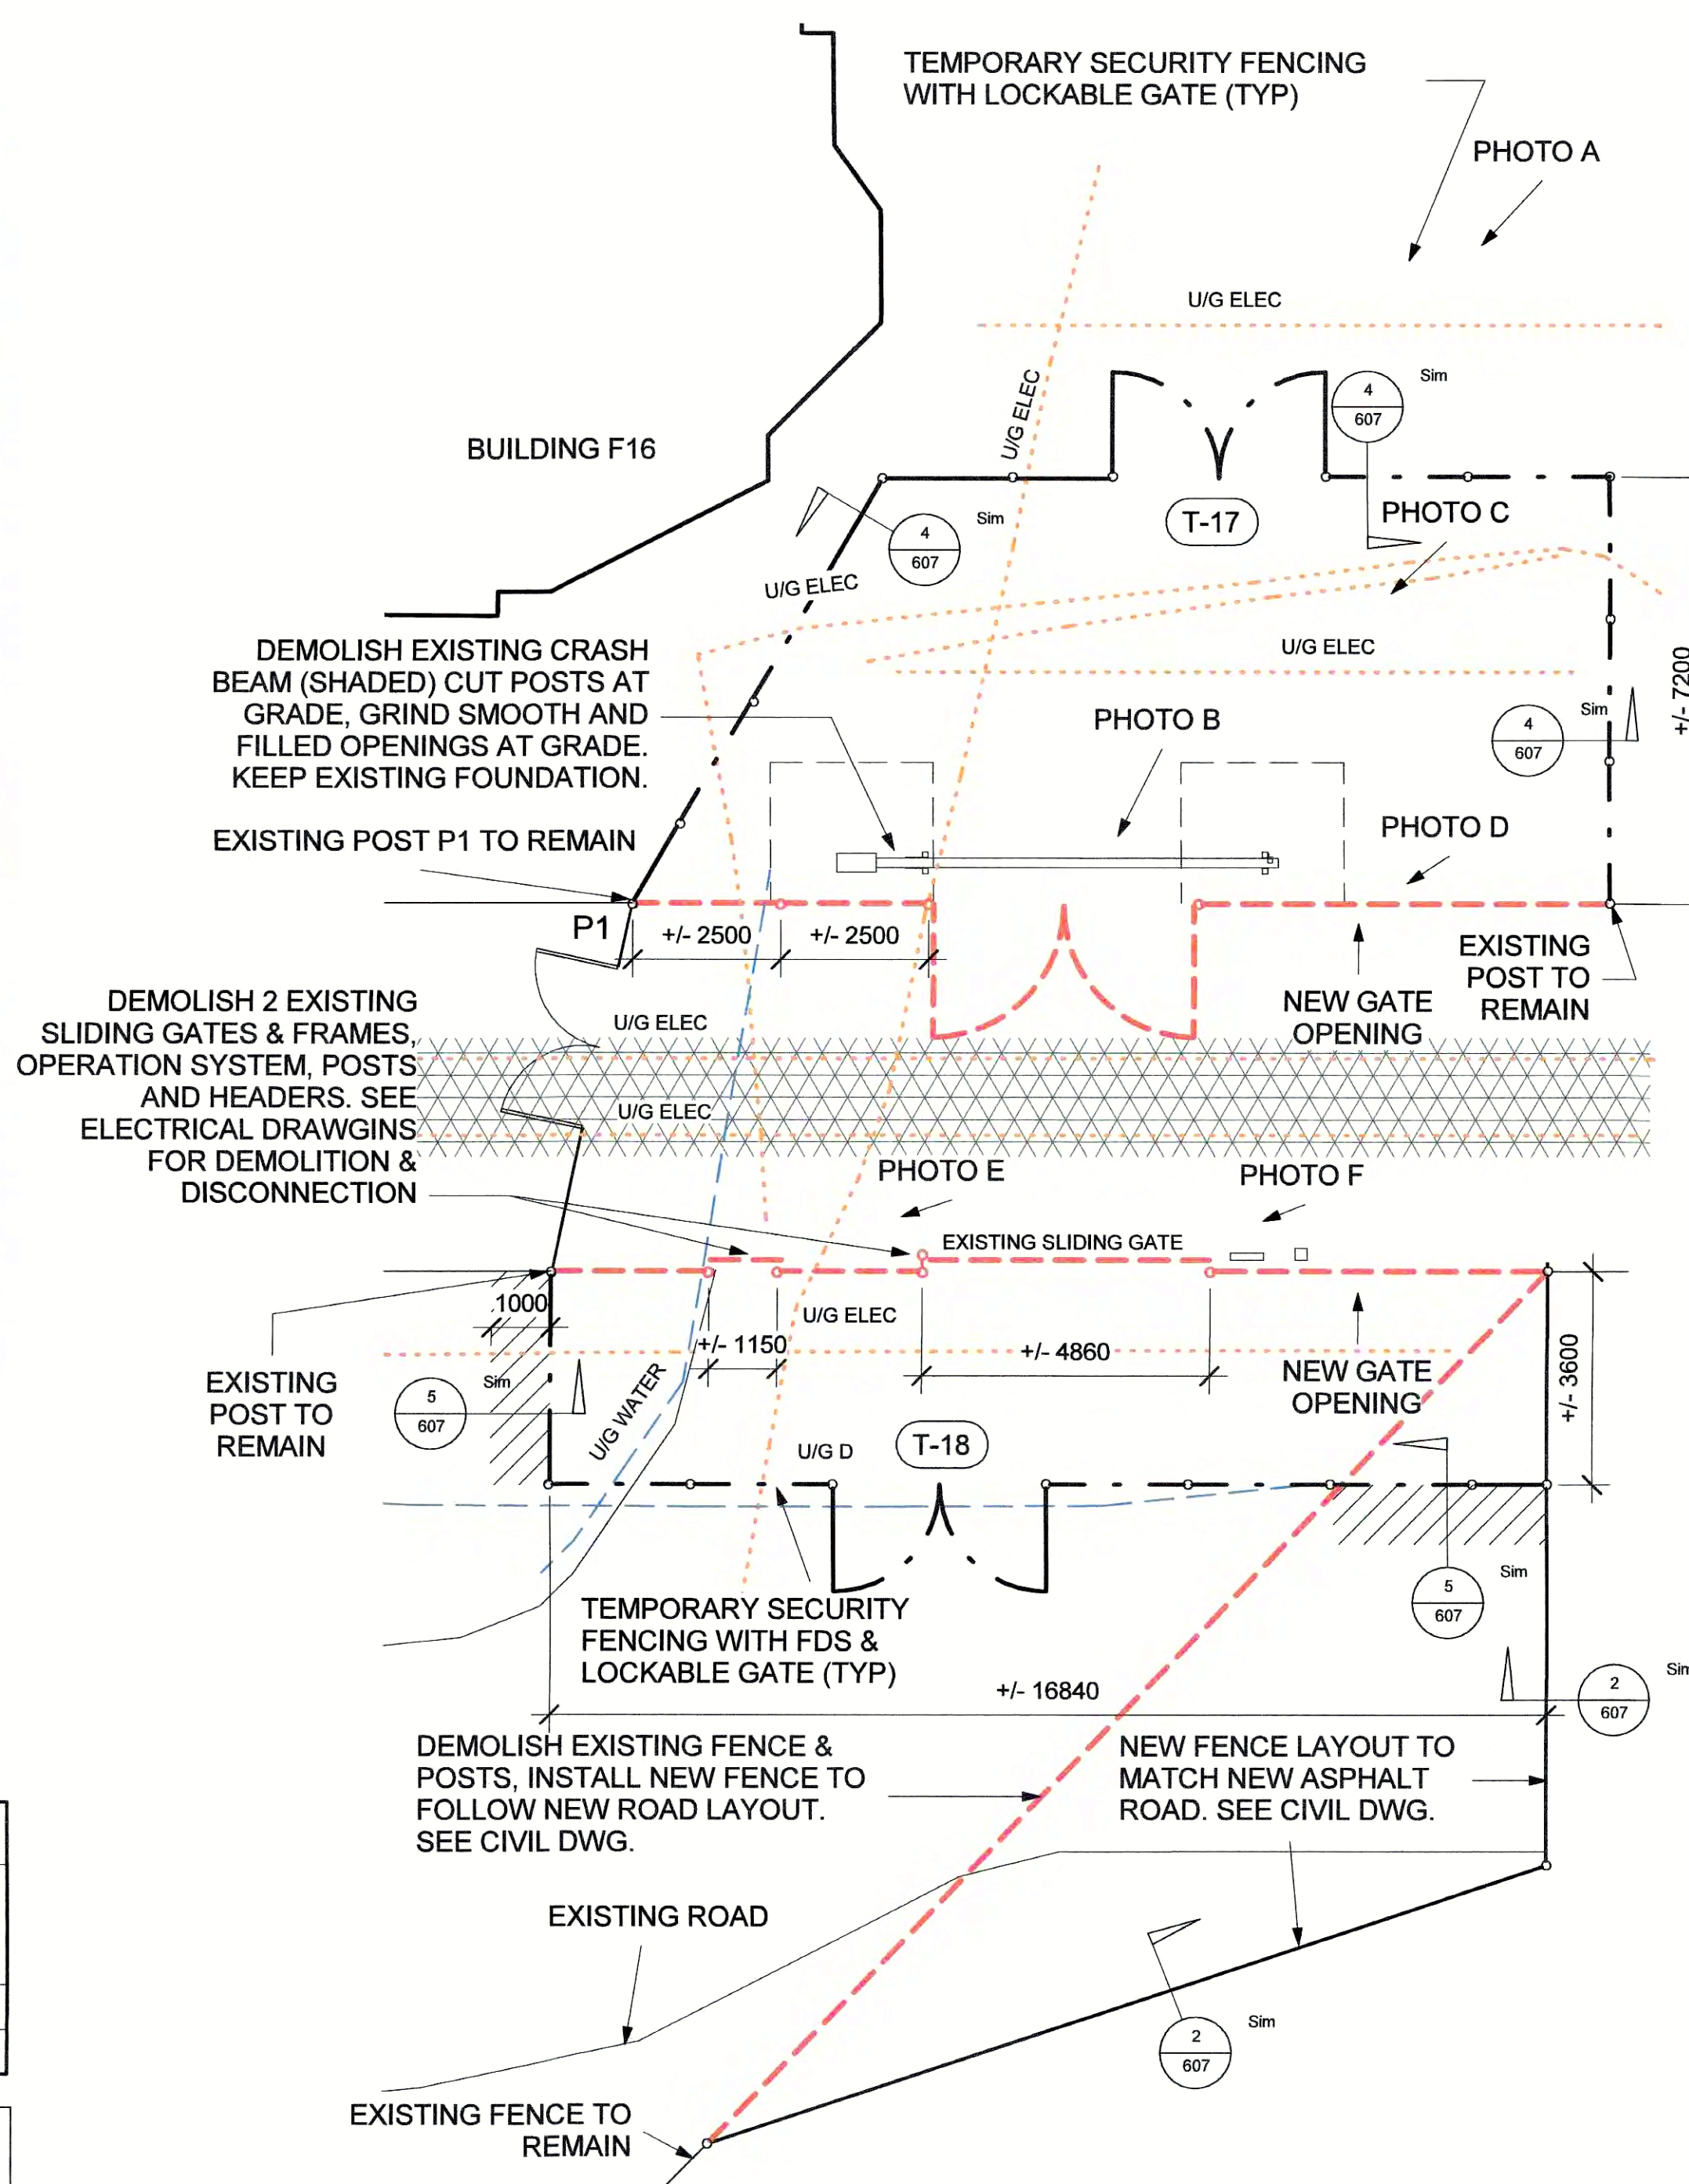 TEMPORARY SECURITY FENCING
WITH LOCKABLE GATE (TYP)
PHOTO A
U/G ELEC
U/G ELEC
4
607
Sim
BUILDING F16
T-17
PHOTO C
4
607
Sim
U/G ELEC
U/G ELEC
DEMOLISH EXISTING CRASH
BEAM (SHADED) CUT POSTS AT
GRADE, GRIND SMOOTH AND
FILLED OPENINGS AT GRADE.
KEEP EXISTING FOUNDATION.
PHOTO B
4
607
Sim
+/- 7200
EXISTING POST P1 TO REMAIN
PHOTO D
P1
+/- 2500
+/- 2500
EXISTING
POST TO
REMAIN
NEW GATE
OPENING
DEMOLISH 2 EXISTING
SLIDING GATES & FRAMES,
OPERATION SYSTEM, POSTS
AND HEADERS. SEE
ELECTRICAL DRAWGINS
FOR DEMOLITION &
DISCONNECTION
U/G ELEC
U/G ELEC
PHOTO E
PHOTO F
EXISTING SLIDING GATE
1000
U/G ELEC
+/- 1150
+/- 4860
+/- 3600
NEW GATE
OPENING
EXISTING
POST TO
REMAIN
5
607
Sim
U/G WATER
U/G D
T-18
5
607
Sim
TEMPORARY SECURITY
FENCING WITH FDS &
LOCKABLE GATE (TYP)
+/- 16840
2
607
DEMOLISH EXISTING FENCE &
POSTS, INSTALL NEW FENCE TO
FOLLOW NEW ROAD LAYOUT.
SEE CIVIL DWG.
NEW FENCE LAYOUT TO
MATCH NEW ASPHALT
ROAD. SEE CIVIL DWG.
EXISTING ROAD
2
607
Sim
EXISTING FENCE TO
REMAIN